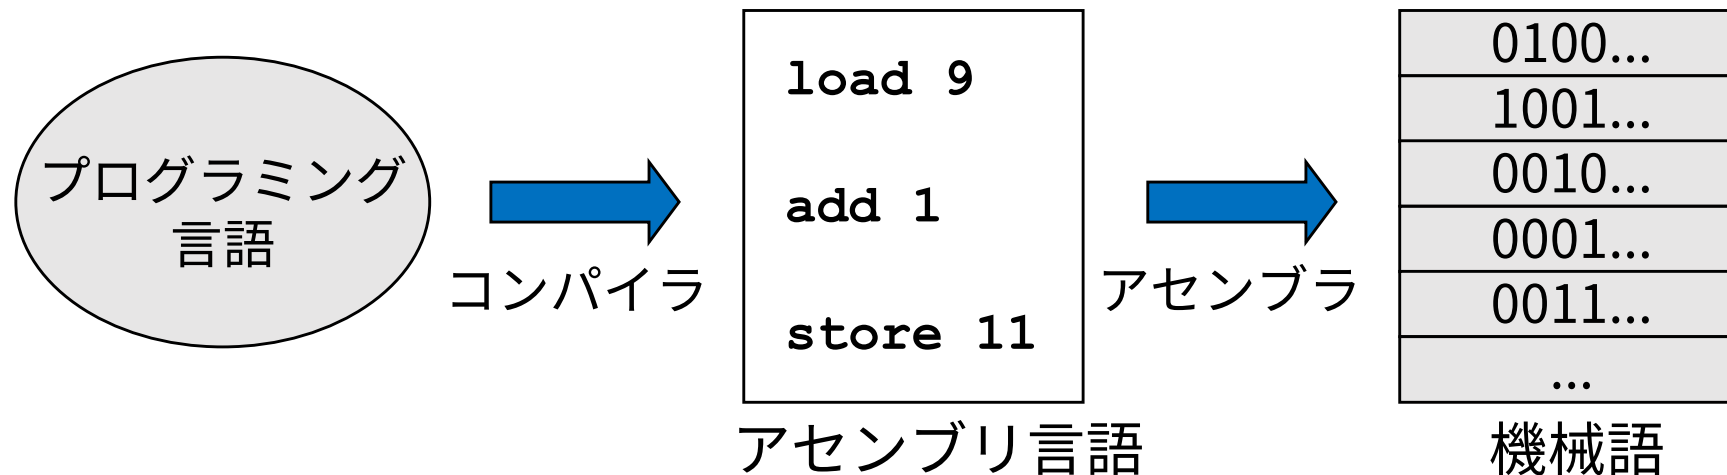 プログラミング
言語
コンパイラ
load 9
add 1
store 11
アセンブリ言語
アセンブラ
0100...
1001...
0010...
0001...
0011...
...
機械語